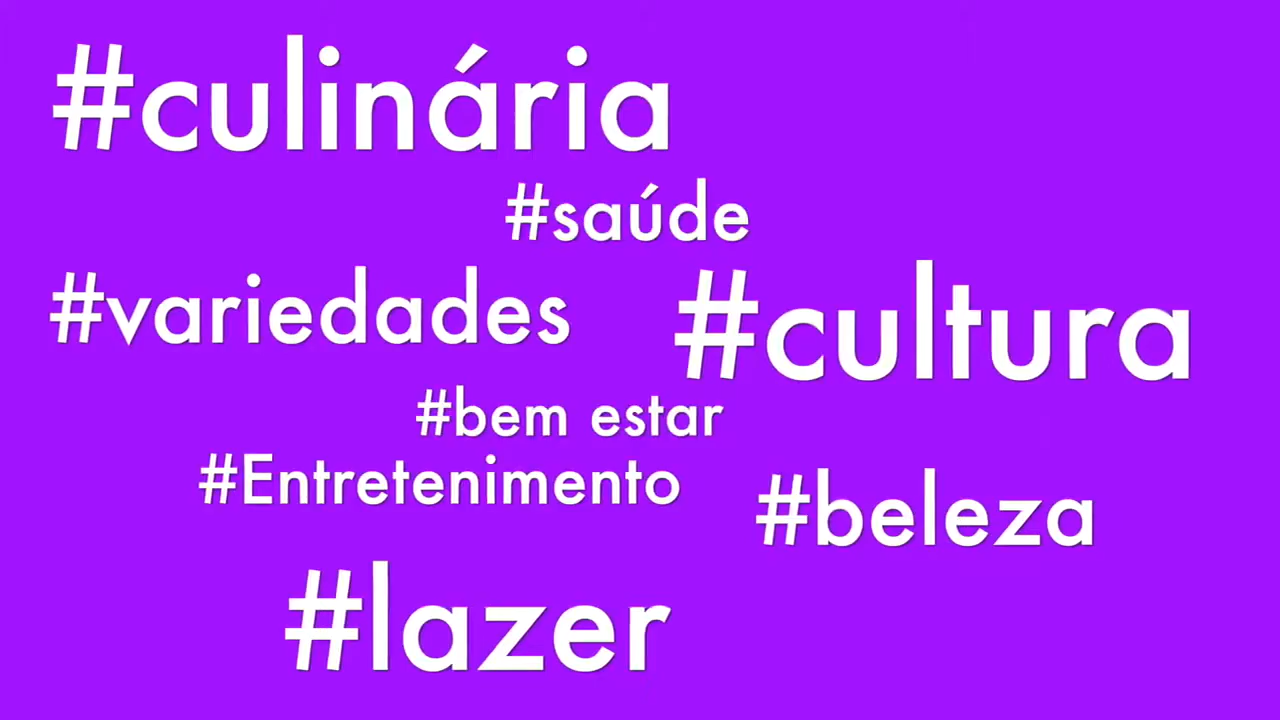 #culinária
#saúde
#variedades
#cultura
#bem estar
#Entretenimento
#beleza
#lazer